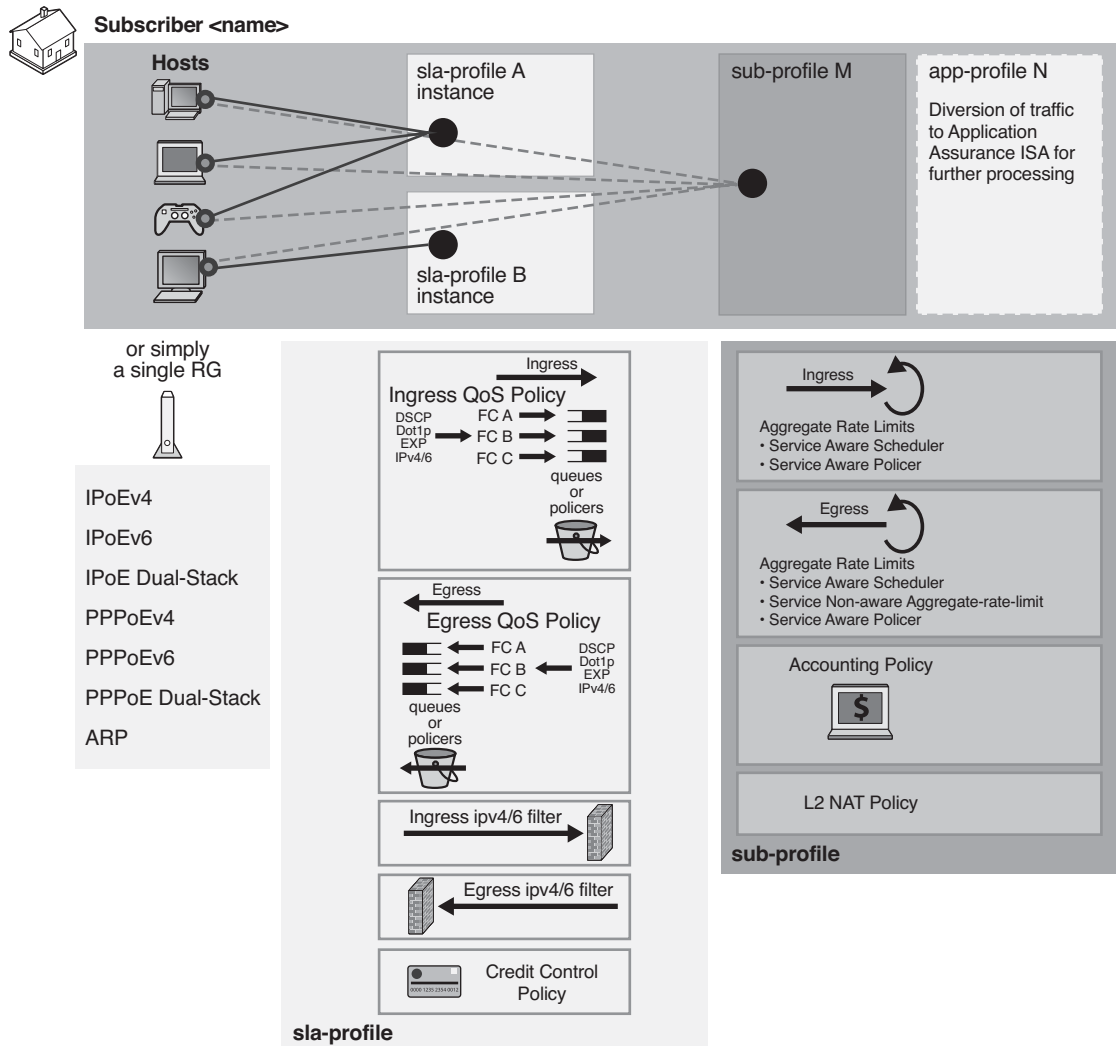 Subscriber <name>
Hosts
sla-profile A
instance
sub-profile M
app-profile N
Diversion of traffic
to Application
Assurance ISA for
further processing
sla-profile B
instance
or simply
a single RG
IPoEv4
IPoEv6
IPoE Dual-Stack
PPPoEv4
PPPoEv6
PPPoE Dual-Stack
ARP
Ingress
Ingress QoS Policy
DSCP
Dot1p
EXP
IPv4/6
FC A
FC B
FC C
queues
or
policers
Egress
Egress QoS Policy
FC A
FC B
FC C
DSCP
Dot1p
EXP
IPv4/6
queues
or
policers
Ingress ipv4/6 filter
Egress ipv4/6 filter
0000 1235 2354 0012
Credit Control
Policy
sla-profile
Ingress
Aggregate Rate Limits
• Service Aware Scheduler
• Service Aware Policer
Egress
Aggregate Rate Limits
• Service Aware Scheduler
• Service Non-aware Aggregate-rate-limit
• Service Aware Policer
Accounting Policy
$
L2 NAT Policy
sub-profile